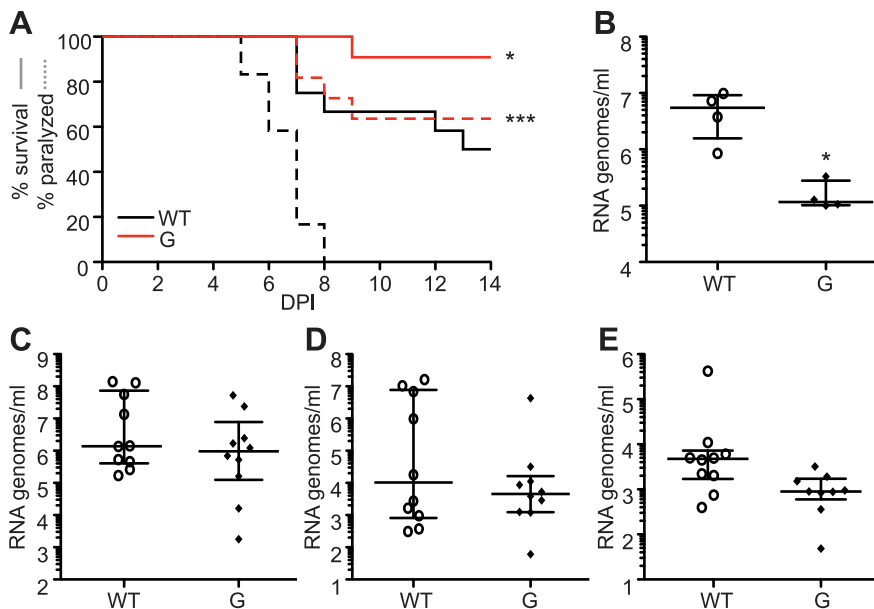 A
% survival
% paralyzed
100
80
60
40
20
0
0 2 4 6 8 10 12 14
DPI
WT
G
*
***
B
RNA genomes/ml
8
7
6
5
4
*
WT G
C
RNA genomes/ml
9
8
7
6
5
4
3
2
WT G
D
RNA genomes/ml
8
7
6
5
4
3
2
1
WT G
E
RNA genomes/ml
6
5
4
3
2
1
WT G